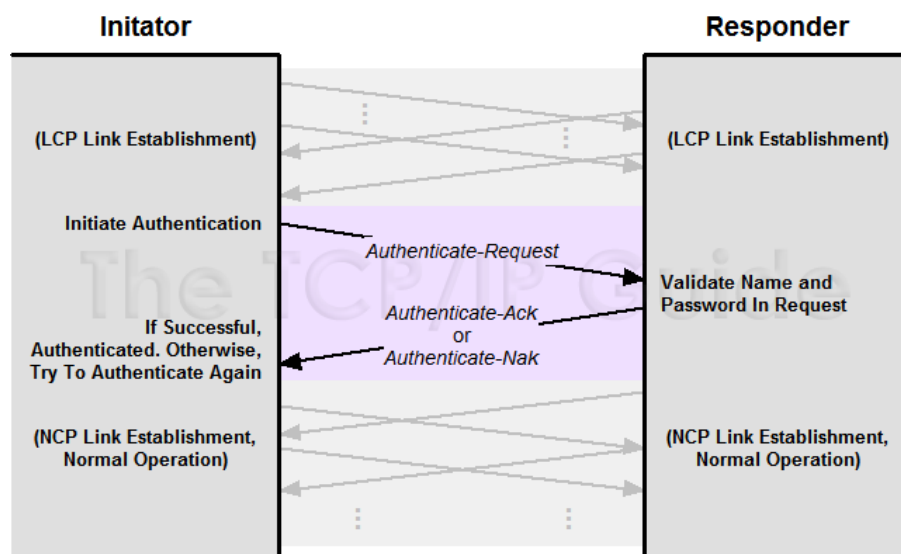 Initator
Responder
(LCP Link Establishment)
(LCP Link Establishment)
Initiate Authentication
Authenticate-Request
The TCP/IP Guide
Validate Name and
Password In Request
Authenticate-Ack
or
Authenticate-Nak
If Successful,
Authenticated. Otherwise,
Try To Authenticate Again
(NCP Link Establishment,
Normal Operation)
(NCP Link Establishment,
Normal Operation)